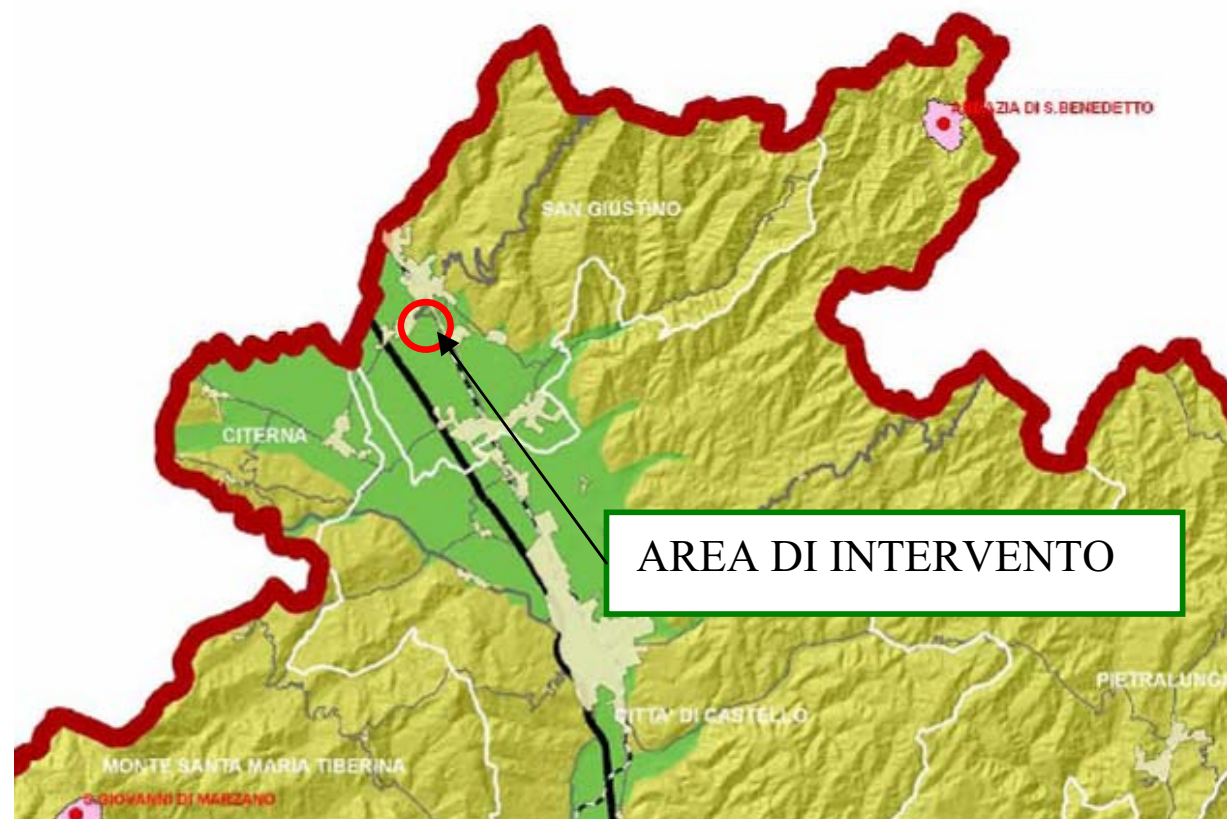 ABBAZIA DI S.BENEDETTO
SAN GIUSTINO
CITERNA
AREA DI INTERVENTO
PIETRALUNGA
CITTA' DI CASTELLO
MONTE SANTA MARIA TIBERINA
S.GIOVANNI DI MARZANO